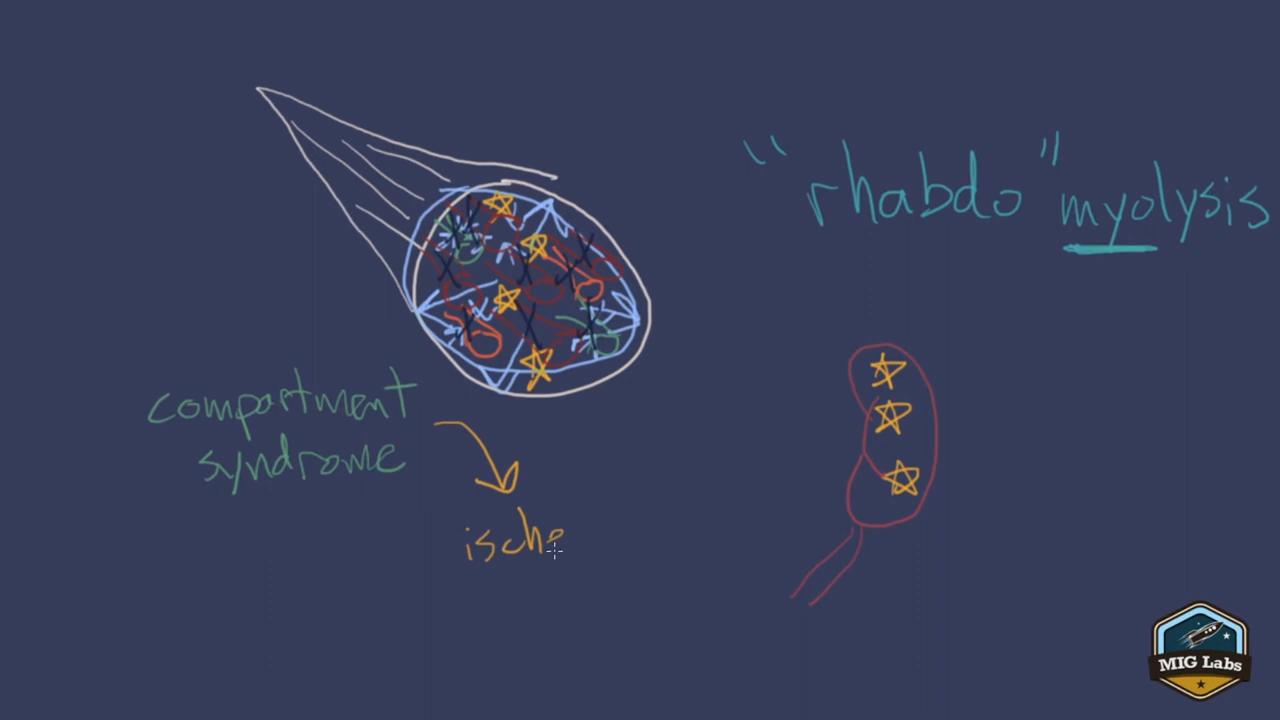 "rhabdo" myolysis
compartment
syndrome
ische
MIG Labs